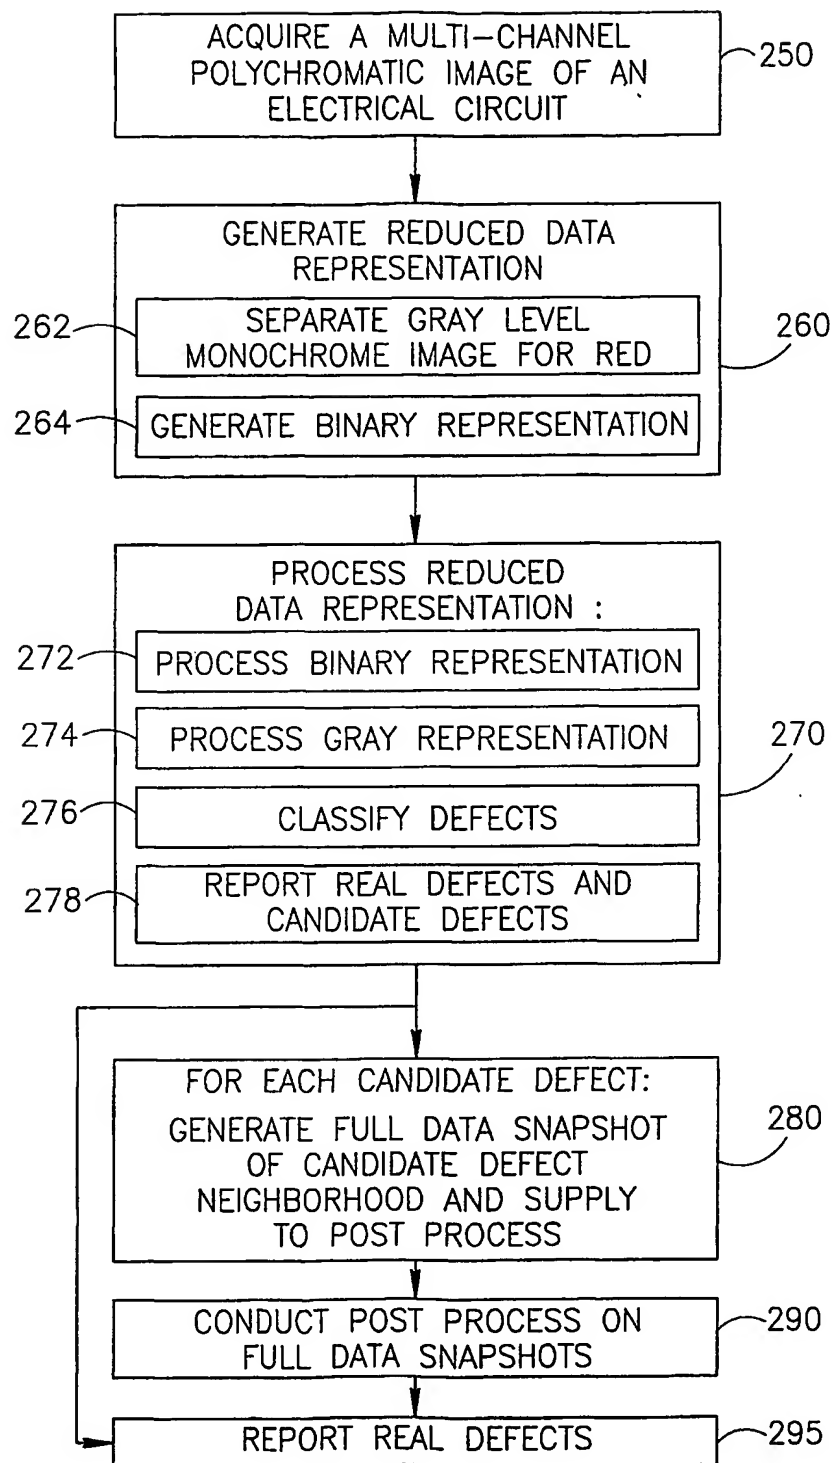 ACQUIRE A MULTI-CHANNEL
POLYCHROMATIC IMAGE OF AN
ELECTRICAL CIRCUIT
250
GENERATE REDUCED DATA
REPRESENTATION
262
SEPARATE GRAY LEVEL
MONOCHROME IMAGE FOR RED
260
264
GENERATE BINARY REPRESENTATION
PROCESS REDUCED
DATA REPRESENTATION :
272
PROCESS BINARY REPRESENTATION
274
PROCESS GRAY REPRESENTATION
270
276
CLASSIFY DEFECTS
278
REPORT REAL DEFECTS AND
CANDIDATE DEFECTS
FOR EACH CANDIDATE DEFECT:
GENERATE FULL DATA SNAPSHOT
OF CANDIDATE DEFECT
NEIGHBORHOOD AND SUPPLY
TO POST PROCESS
280
CONDUCT POST PROCESS ON
FULL DATA SNAPSHOTS
290
REPORT REAL DEFECTS
295